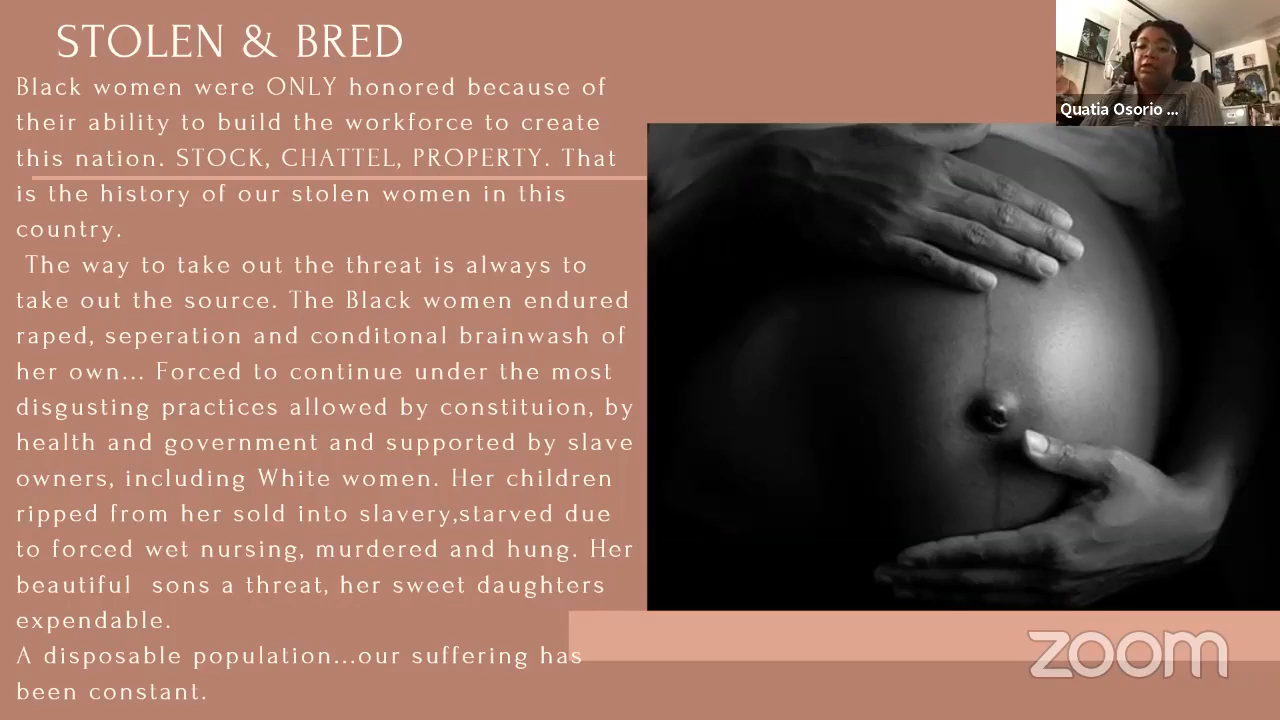 STOLEN & BRED
Black women were ONLY honored because of
their ability to build the workforce to create
this nation. STOCK, CHATTEL, PROPERTY. That
is the history of our stolen women in this
country.
The way to take out the threat is always to
take out the source. The Black women endured
raped, seperation and conditonal brainwash of
her own... Forced to continue under the most
disgusting practices allowed by constituion, by
health and government and supported by slave
owners, including White women. Her children
ripped from her sold into slavery,starved due
to forced wet nursing, murdered and hung. Her
beautiful  sons a threat, her sweet daughters
expendable.
A disposable population...our suffering has
been constant.
Quatia Osorio ...
zoom